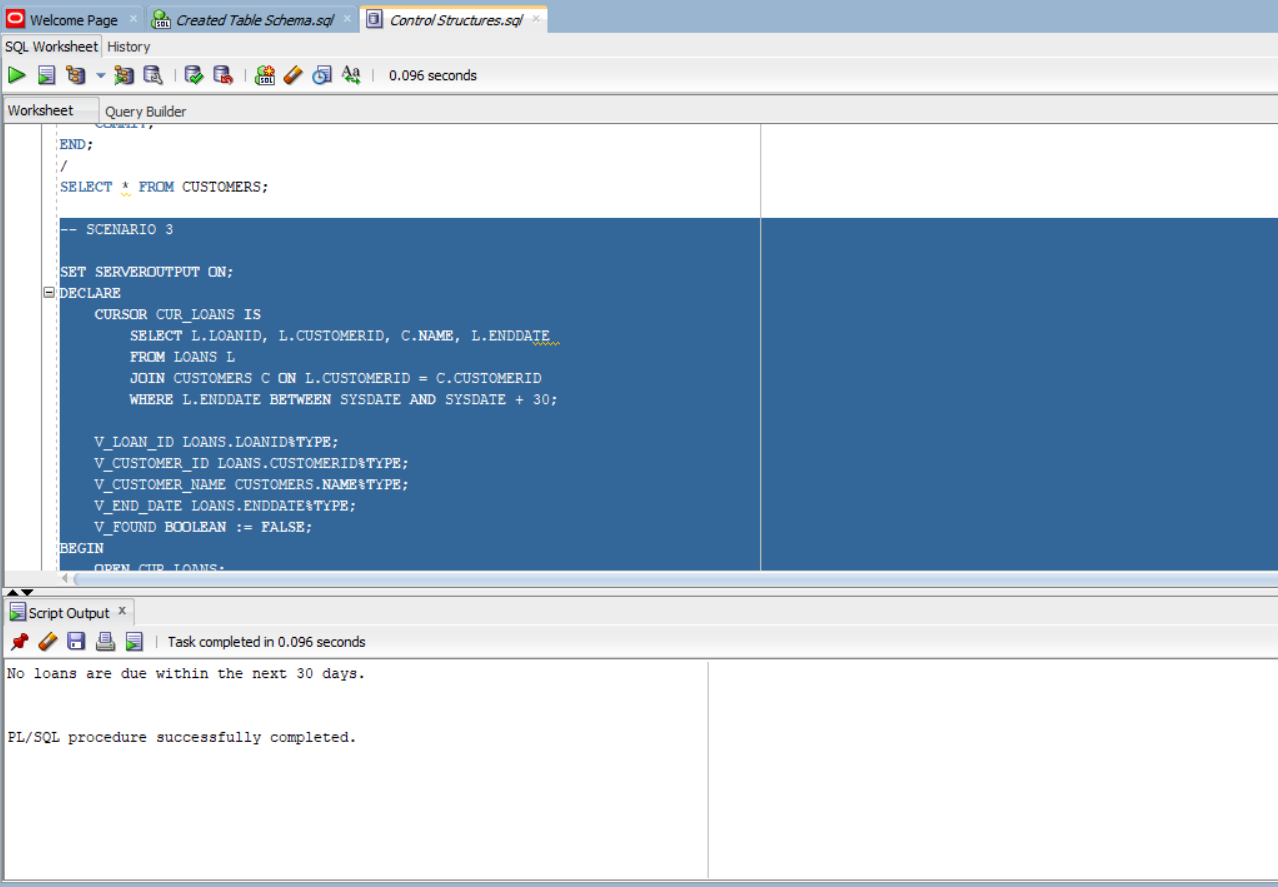 Welcome Page
Created Table Schema.sql
Control Structures.sql
SQL Worksheet History
0.096 seconds
Worksheet Query Builder
COMMIT;
END;
/
SELECT * FROM CUSTOMERS;
-- SCENARIO 3
SET SERVEROUTPUT ON;
DECLARE
CURSOR CUR_LOANS IS
SELECT L.LOANID, L.CUSTOMERID, C.NAME, L.ENDDATE
FROM LOANS L
JOIN CUSTOMERS C ON L.CUSTOMERID = C.CUSTOMERID
WHERE L.ENDDATE BETWEEN SYSDATE AND SYSDATE + 30;
V_LOAN_ID LOANS.LOANID%TYPE;
V_CUSTOMER_ID LOANS.CUSTOMERID%TYPE;
V_CUSTOMER_NAME CUSTOMERS.NAME%TYPE;
V_END_DATE LOANS.ENDDATE%TYPE;
V_FOUND BOOLEAN := FALSE;
BEGIN
OPEN CUR_LOANS;
Script Output
Task completed in 0.096 seconds
No loans are due within the next 30 days.
PL/SQL procedure successfully completed.